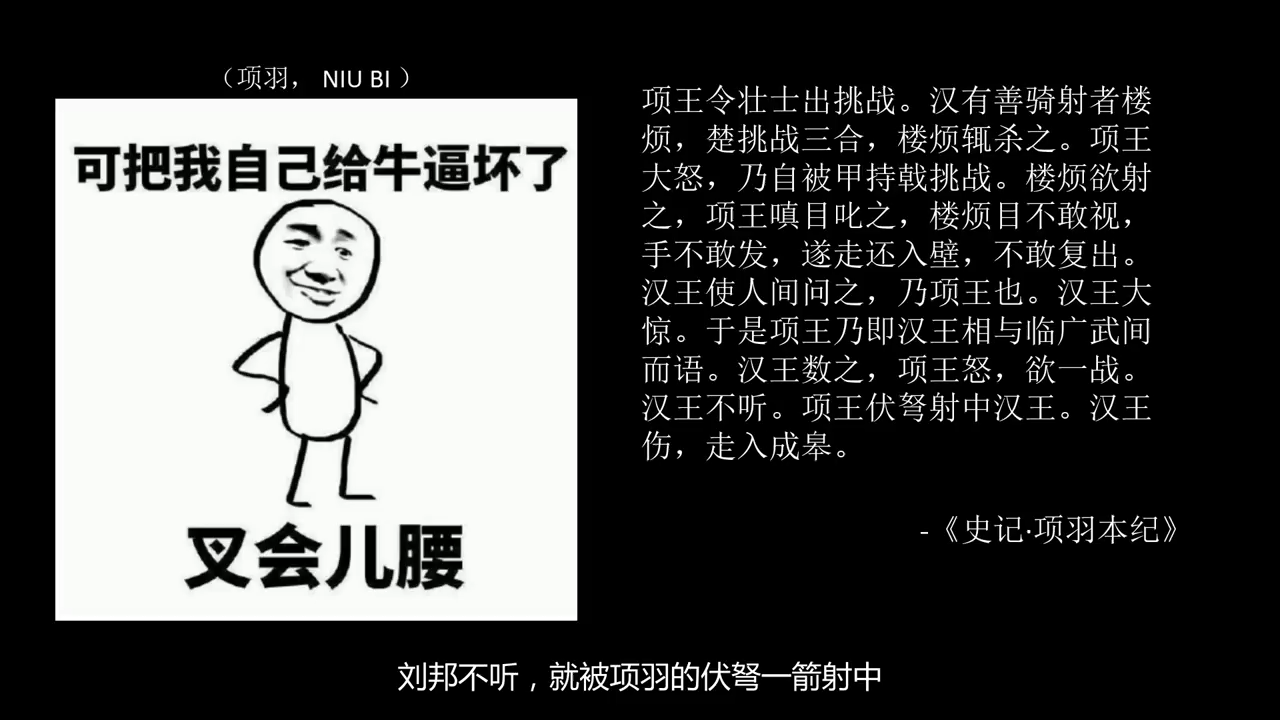 （项羽， NIU BI ）
可把我自己给牛逼坏了
叉会儿腰
项王令壮士出挑战。汉有善骑射者楼
烦，楚挑战三合，楼烦辄杀之。项王
大怒，乃自被甲持戟挑战。楼烦欲射
之，项王嗔目叱之，楼烦目不敢视，
手不敢发，遂走还入壁，不敢复出。
汉王使人间问之，乃项王也。汉王大
惊。于是项王乃即汉王相与临广武间
而语。汉王数之，项王怒，欲一战。
汉王不听。项王伏弩射中汉王。汉王
伤，走入成皋。
-《史记·项羽本纪》
刘邦不听，就被项羽的伏弩一箭射中